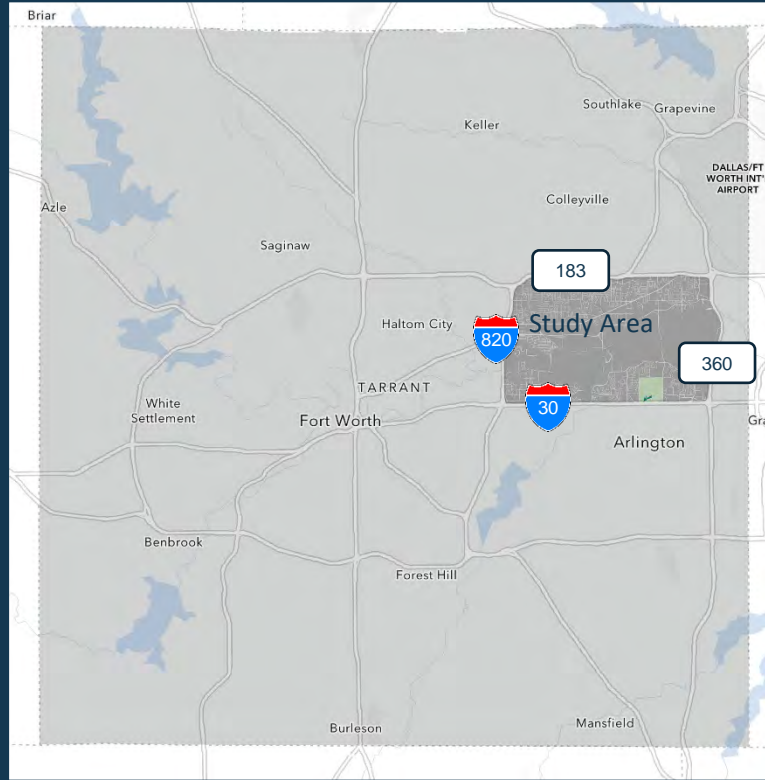 Briar
Southlake
Grapevine
Keller
DALLAS/FT
WORTH INT'
AIRPORT
Colleyville
Azle
Saginaw
183
Haltom City
820
Study Area
360
TARRANT
30
White
Settlement
Fort Worth
Gra
Arlington
Benbrook
Forest Hill
Mansfield
Burleson